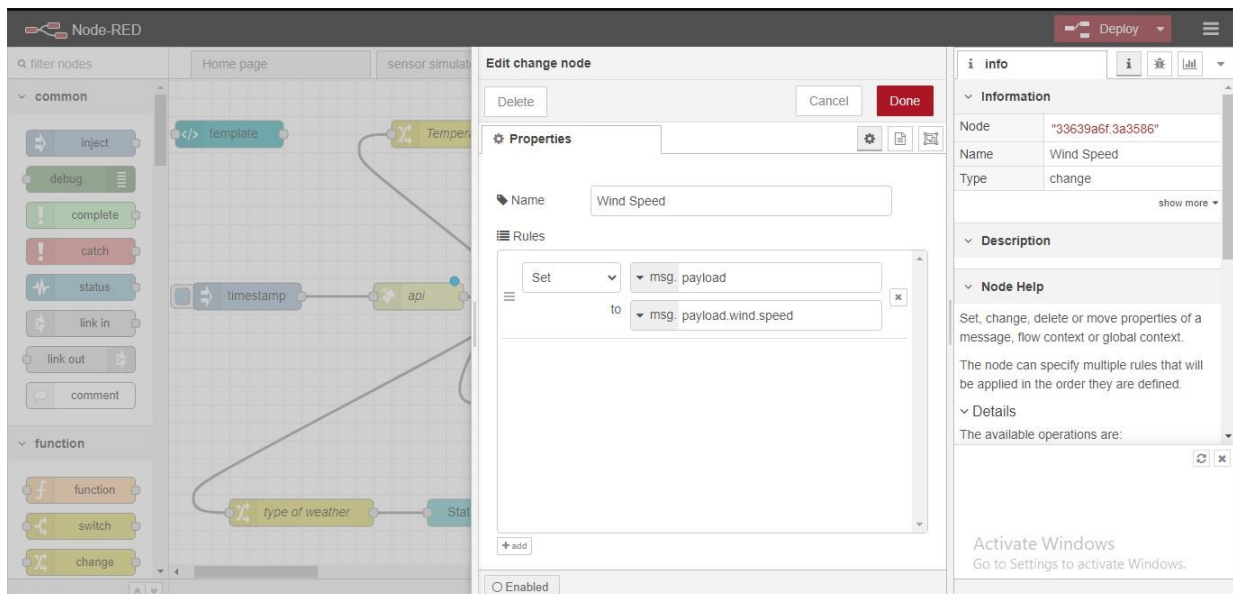 Node-RED
Deploy
filter nodes
Home page
sensor simulat
common
inject
debug
complete
catch
status
link in
link out
comment
function
function
switch
change
template
Tempera
timestamp
api
type of weather
Stat
Edit change node
Delete
Cancel
Done
Properties
Name
Wind Speed
Rules
Set
msg. payload
to
msg. payload.wind.speed
+ add
Enabled
i info
i
Information
Node
"33639a6f.3a3586"
Name
Wind Speed
Type
change
show more
Description
Node Help
Set, change, delete or move properties of a
message, flow context or global context.
The node can specify multiple rules that will
be applied in the order they are defined.
Details
The available operations are:
Activate Windows
Go to Settings to activate Windows.